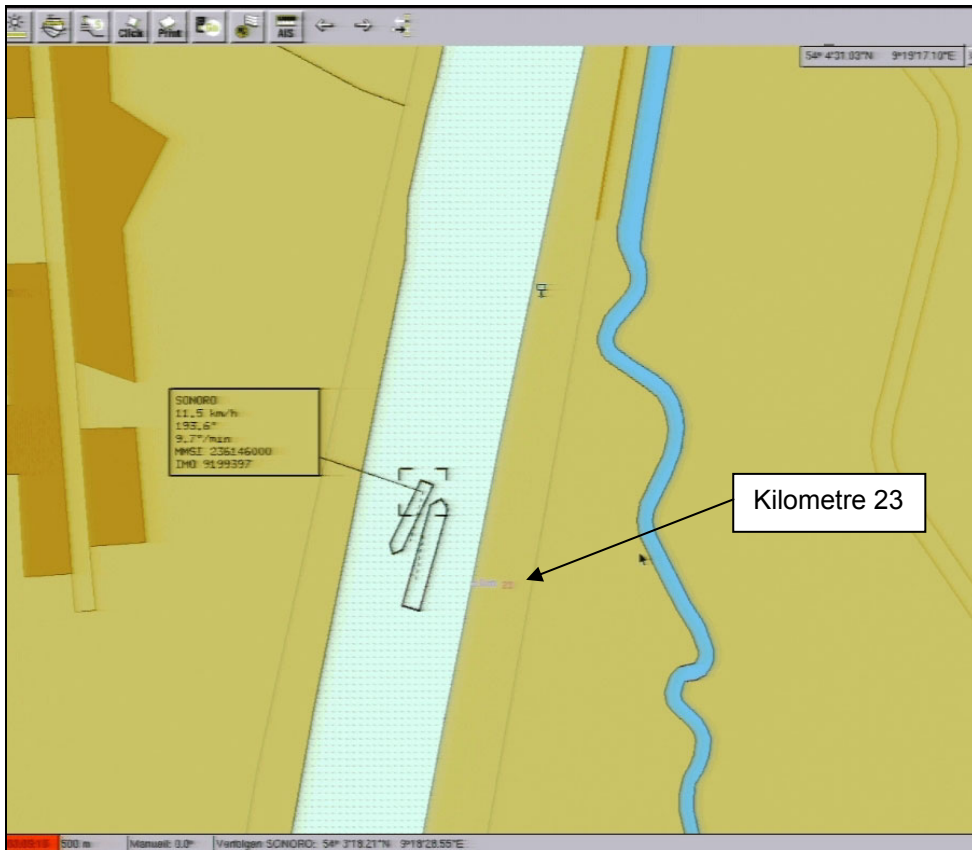 Click
Print
AIS
54° 4'31.03"N 9°19'17.10"E
SONORO
11.5 km/h
193.6°
9.7°/min
MMSI: 236146000
IMO: 9199397
Kilometre 23
500 m
Manuell: 0.0°
Verfolgen SONORO: 54° 3'18.21"N 9°18'28.55"E